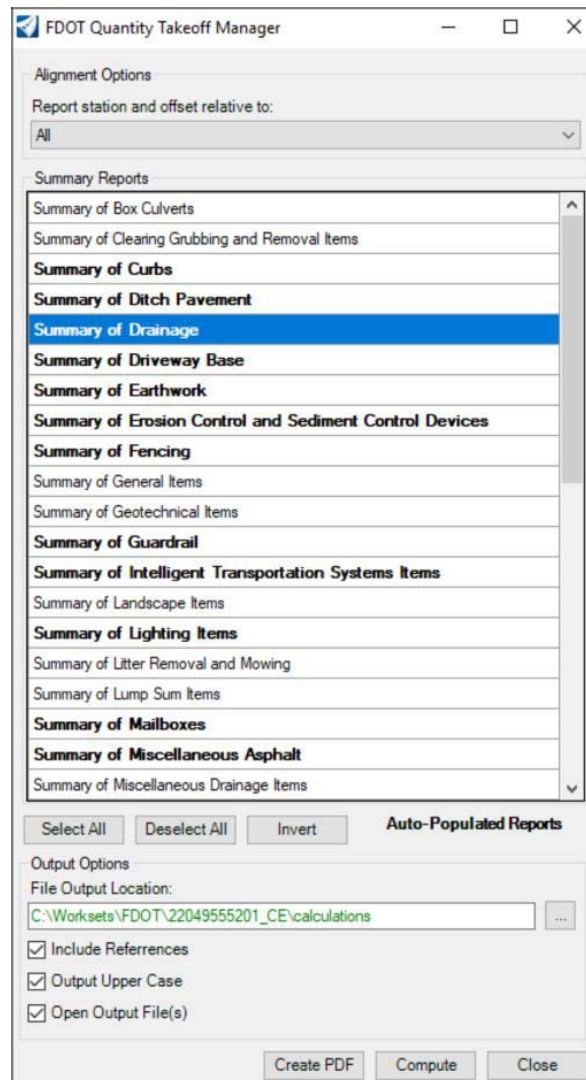 FDOT Quantity Takeoff Manager
Alignment Options
Report station and offset relative to:
All
Summary Reports
Summary of Box Culverts
Summary of Clearing Grubbing and Removal Items
Summary of Curbs
Summary of Ditch Pavement
Summary of Drainage
Summary of Driveway Base
Summary of Earthwork
Summary of Erosion Control and Sediment Control Devices
Summary of Fencing
Summary of General Items
Summary of Geotechnical Items
Summary of Guardrail
Summary of Intelligent Transportation Systems Items
Summary of Landscape Items
Summary of Lighting Items
Summary of Litter Removal and Mowing
Summary of Lump Sum Items
Summary of Mailboxes
Summary of Miscellaneous Asphalt
Summary of Miscellaneous Drainage Items
Select All Deselect All Invert Auto-Populated Reports
Output Options
File Output Location:
C:\Worksets\FDOT\22049555201_CE\calculations ...
Include Referrences
Output Upper Case
Open Output File(s)
Create PDF Compute Close